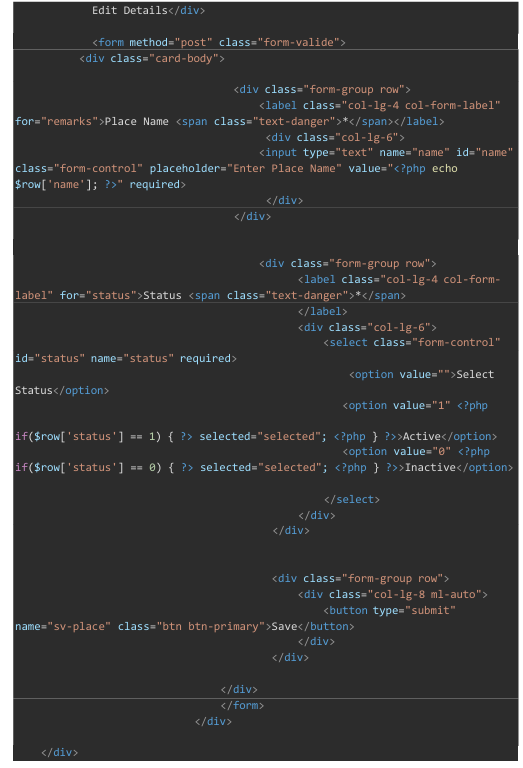 Edit Details</div>
<form method="post" class="form-valide">
<div class="card-body">
<div class="form-group row">
<label class="col-lg-4 col-form-label"
for="remarks">Place Name <span class="text-danger">*</span></label>
<div class="col-lg-6">
<input type="text" name="name" id="name"
class="form-control" placeholder="Enter Place Name" value="<?php echo
$row['name']; ?>" required>
</div>
</div>
<div class="form-group row">
<label class="col-lg-4 col-form-
label" for="status">Status <span class="text-danger">*</span>
</label>
<div class="col-lg-6">
<select class="form-control"
id="status" name="status" required>
<option value="">Select
Status</option>
<option value="1" <?php
if($row['status'] == 1) { ?> selected="selected"; <?php } ?>>Active</option>
<option value="0" <?php
if($row['status'] == 0) { ?> selected="selected"; <?php } ?>>Inactive</option>
</select>
</div>
</div>
<div class="form-group row">
<div class="col-lg-8 ml-auto">
<button type="submit"
name="sv-place" class="btn btn-primary">Save</button>
</div>
</div>
</div>
</form>
</div>
</div>